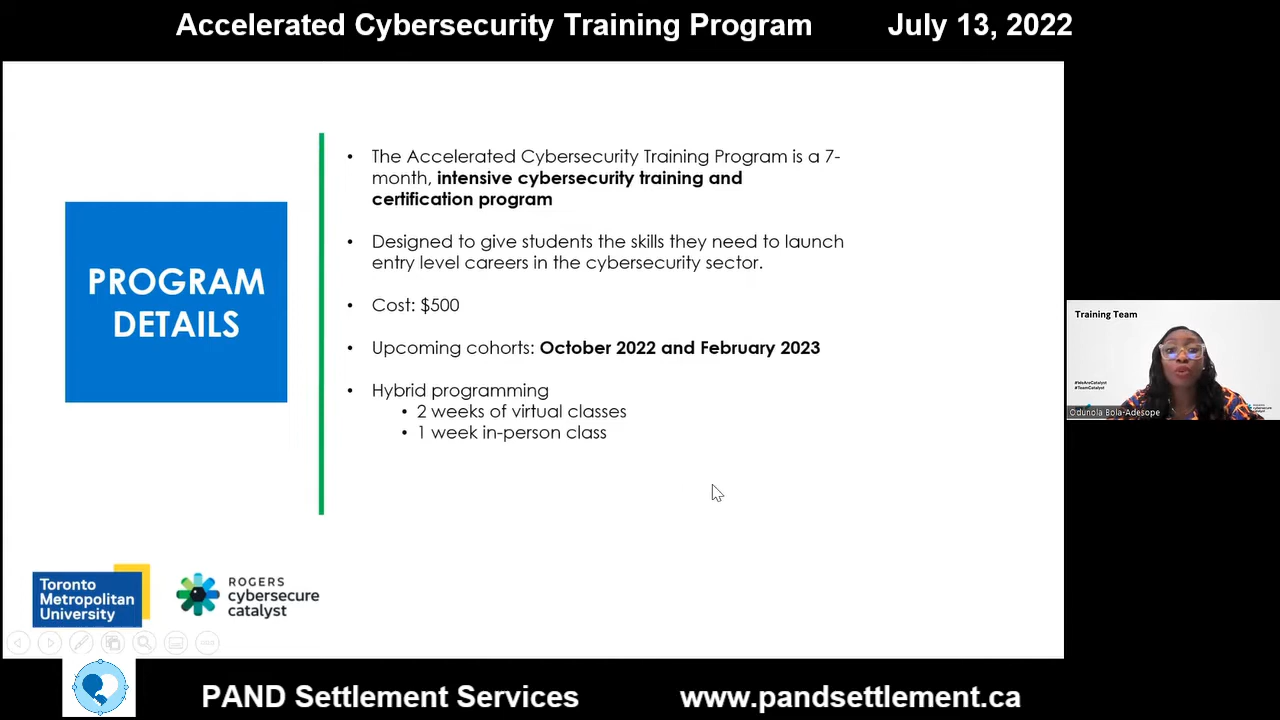 Accelerated Cybersecurity Training Program July 13, 2022
PROGRAM
DETAILS
• The Accelerated Cybersecurity Training Program is a 7-
month, intensive cybersecurity training and
certification program
• Designed to give students the skills they need to launch
entry level careers in the cybersecurity sector.
• Cost: $500
• Upcoming cohorts: October 2022 and February 2023
• Hybrid programming
• 2 weeks of virtual classes
• 1 week in-person class
Training Team
#WeAreCatalyst
#TeamCatalyst
Odunola Bola-Adesope
Toronto
Metropolitan
University
ROGERS
cybersecure
catalyst
PAND Settlement Services www.pandsettlement.ca